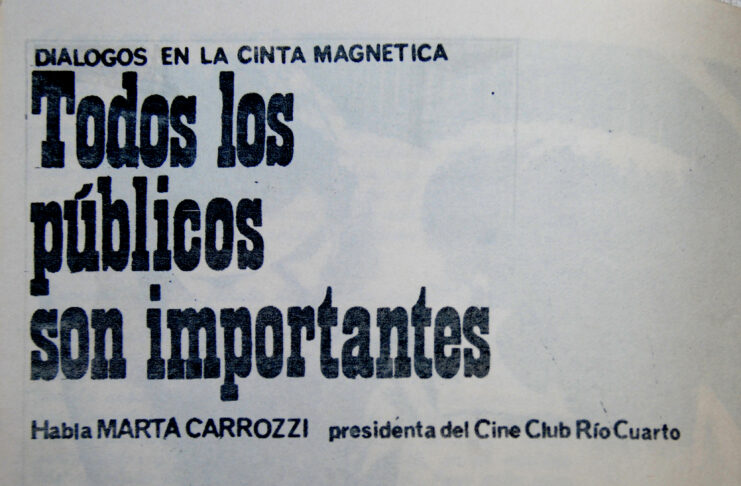 DIALOGOS EN LA CINTA MAGNETICA
Todos los
públicos
son importantes
Habla MARTA CARROZZI presidenta del Cine Club Río Cuarto